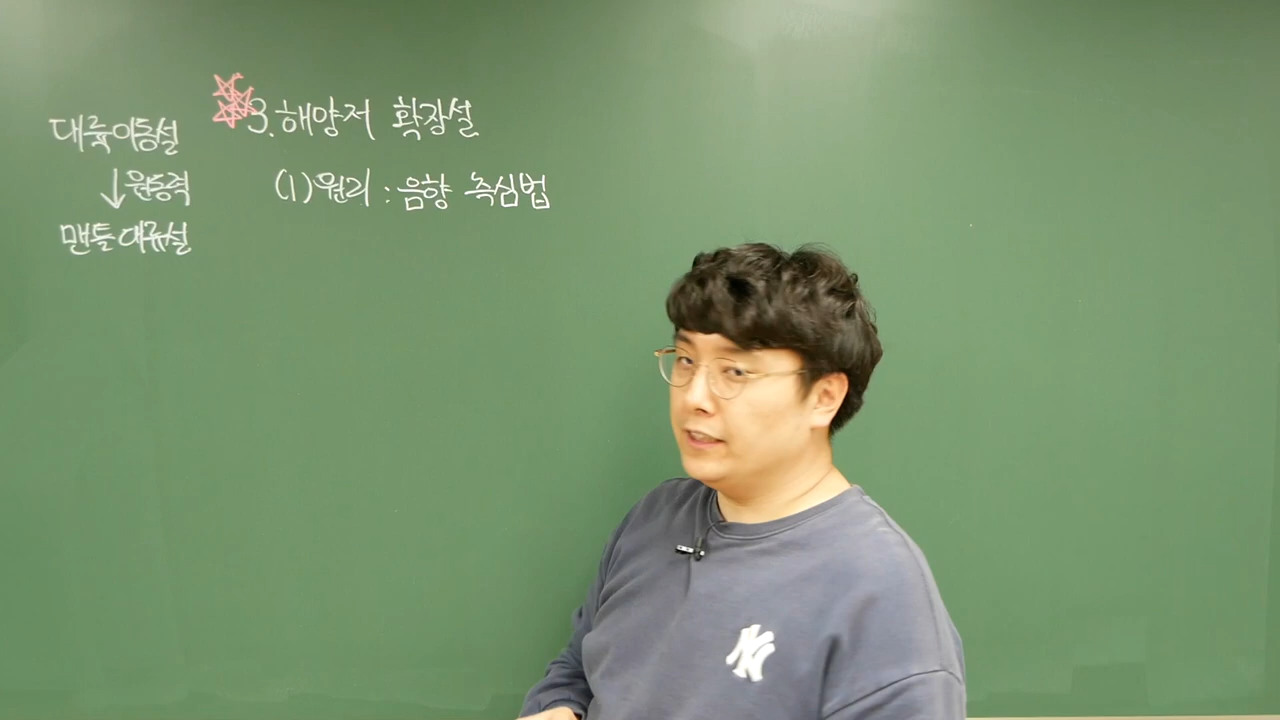 대륙이동설
↓원동력
맨틀대류설
3. 해양저 확장설
(1) 원리 : 음향 측심법
NY